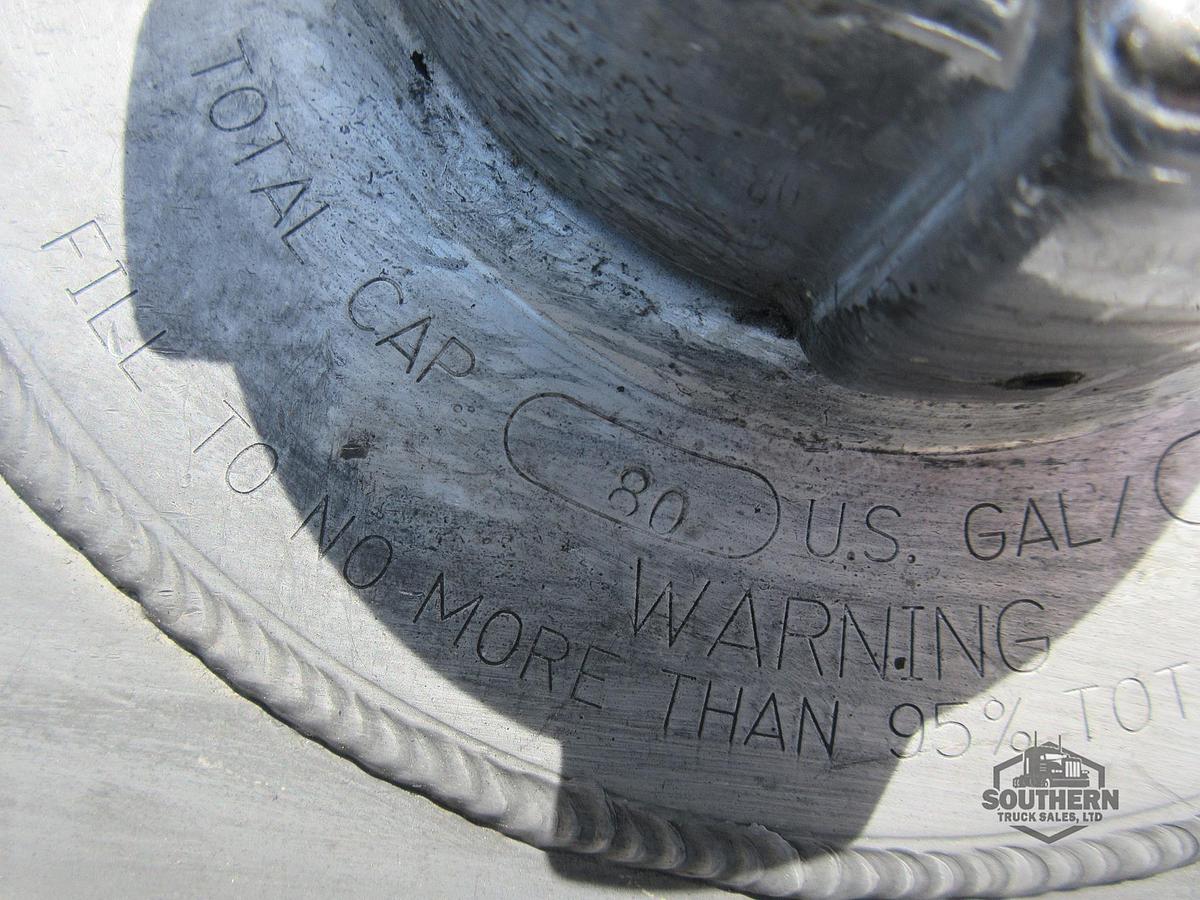 TOTAL CAP 80 U.S. GAL/
WARNING
FILL TO NO MORE THAN 95% TOT
SOUTHERN
TRUCK SALES, LTD